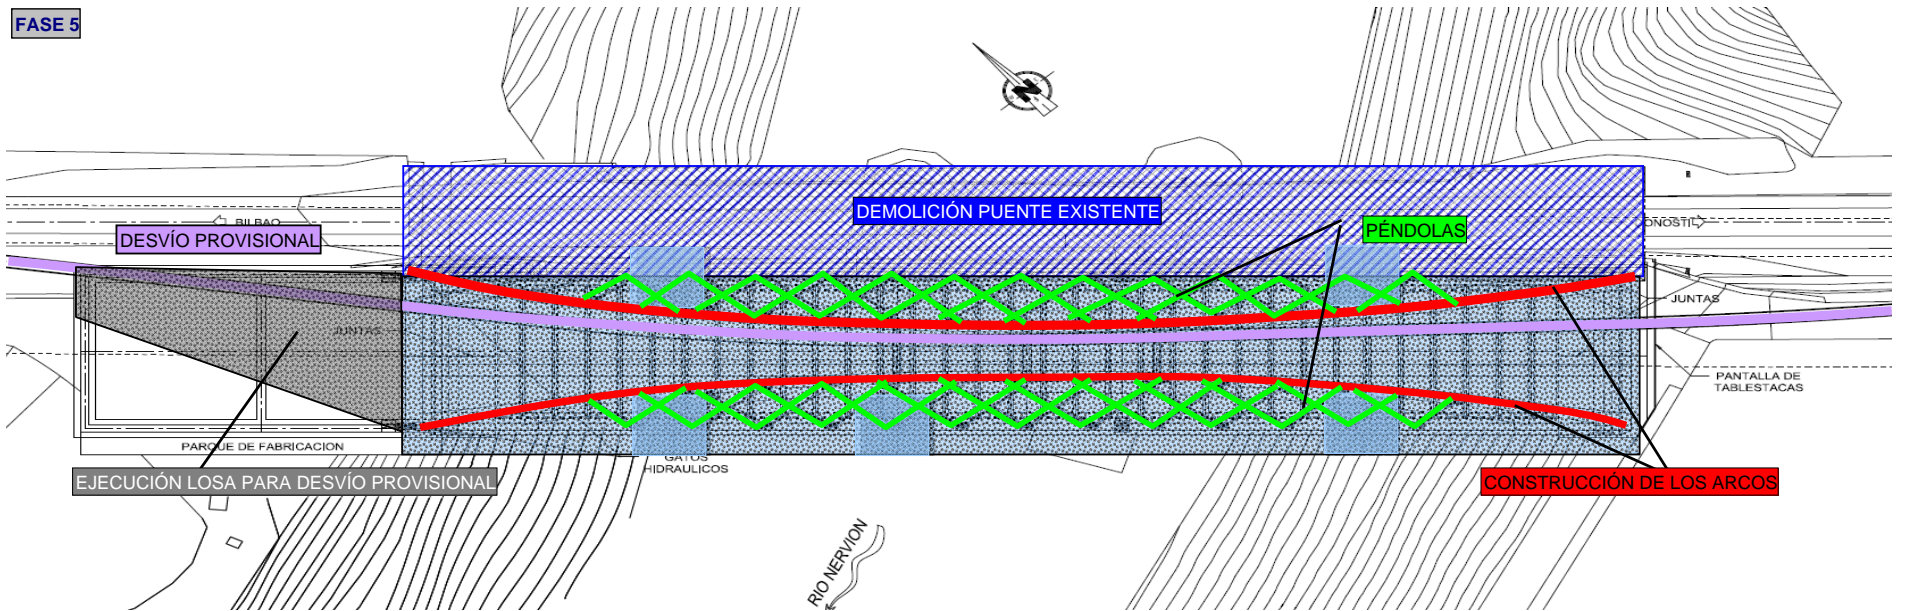 FASE 5
N
BILBAO
DESVÍO PROVISIONAL
DEMOLICIÓN PUENTE EXISTENTE
PÉNDOLAS
ONOSTI
JUNTAS
JUNTAS
PANTALLA DE
TABLESTACAS
PARQUE DE FABRICACION
GATOS
HIDRAULICOS
EJECUCIÓN LOSA PARA DESVÍO PROVISIONAL
CONSTRUCCIÓN DE LOS ARCOS
RIO NERVION